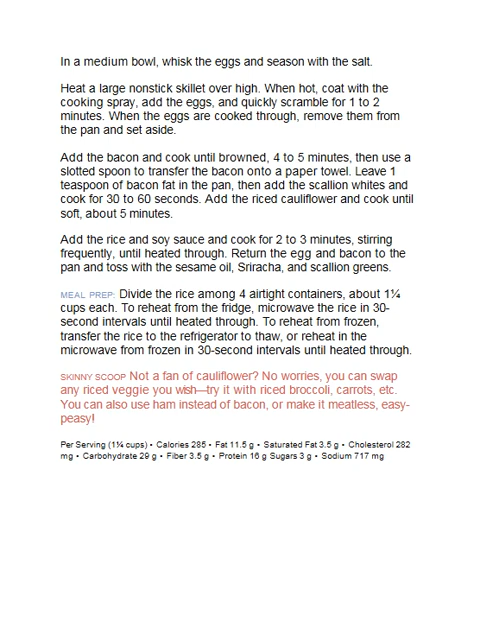 In a medium bowl, whisk the eggs and season with the salt.
Heat a large nonstick skillet over high. When hot, coat with the
cooking spray, add the eggs, and quickly scramble for 1 to 2
minutes. When the eggs are cooked through, remove them from
the pan and set aside.
Add the bacon and cook until browned, 4 to 5 minutes, then use a
slotted spoon to transfer the bacon onto a paper towel. Leave 1
teaspoon of bacon fat in the pan, then add the scallion whites and
cook for 30 to 60 seconds. Add the riced cauliflower and cook until
soft, about 5 minutes.
Add the rice and soy sauce and cook for 2 to 3 minutes, stirring
frequently, until heated through. Return the egg and bacon to the
pan and toss with the sesame oil, Sriracha, and scallion greens.
MEAL PREP: Divide the rice among 4 airtight containers, about 1¼
cups each. To reheat from the fridge, microwave the rice in 30-
second intervals until heated through. To reheat from frozen,
transfer the rice to the refrigerator to thaw, or reheat in the
microwave from frozen in 30-second intervals until heated through.
SKINNY SCOOP Not a fan of cauliflower? No worries, you can swap
any riced veggie you wish—try it with riced broccoli, carrots, etc.
You can also use ham instead of bacon, or make it meatless, easy-
peasy!
Per Serving (1¼ cups) • Calories 285 • Fat 11.5 g • Saturated Fat 3.5 g • Cholesterol 282
mg • Carbohydrate 29 g • Fiber 3.5 g • Protein 16 g Sugars 3 g • Sodium 717 mg